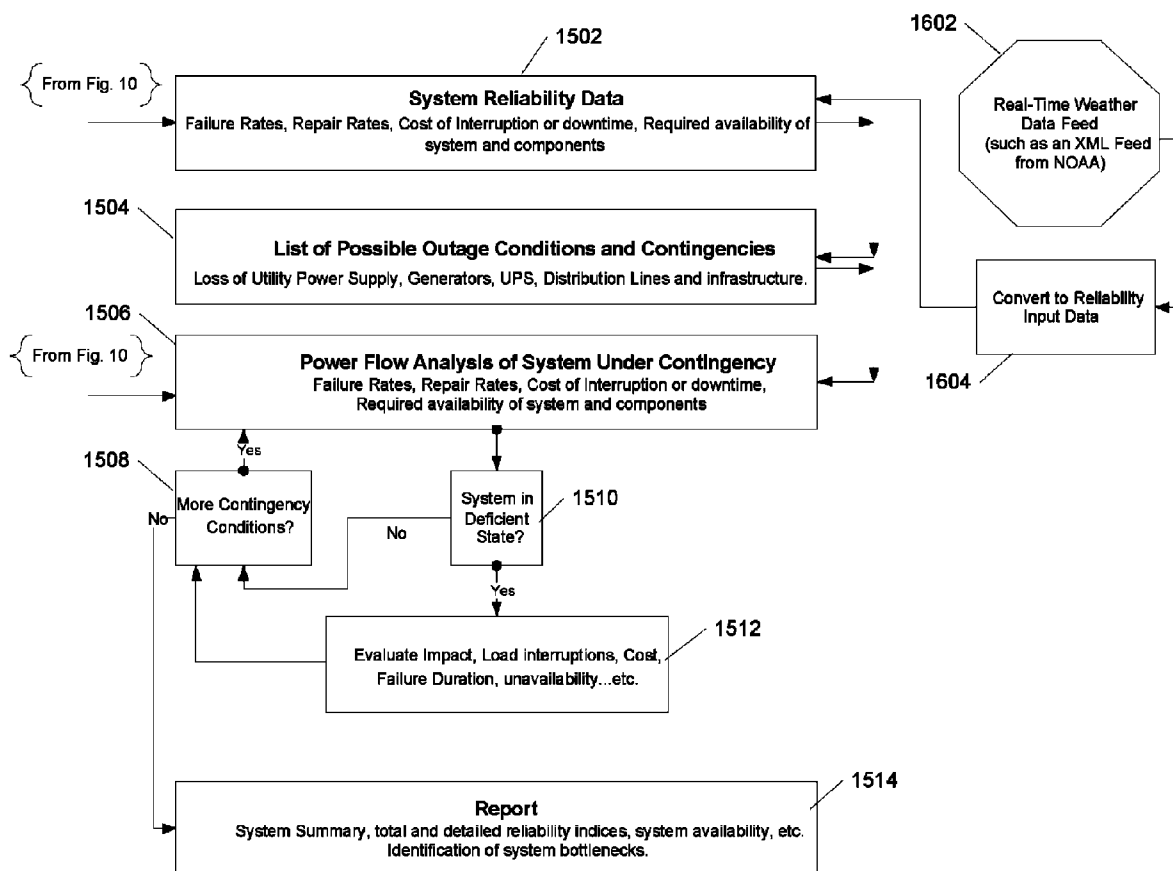 1502
1602
From Fig. 10
System Reliability Data
Failure Rates, Repair Rates, Cost of Interruption or downtime, Required availability of
system and components
Real-Time Weather
Data Feed
(such as an XML Feed
from NOAA)
1504
List of Possible Outage Conditions and Contingencies
Loss of Utility Power Supply, Generators, UPS, Distribution Lines and infrastructure.
Convert to Reliability
Input Data
1604
1506
From Fig. 10
Power Flow Analysis of System Under Contingency
Failure Rates, Repair Rates, Cost of Interruption or downtime,
Required availability of system and components
Yes
1508
More Contingency
Conditions?
No
No
System in
Deficient
State?
1510
Yes
1512
Evaluate Impact, Load interruptions, Cost,
Failure Duration, unavailability...etc.
1514
Report
System Summary, total and detailed reliability indices, system availability, etc.
Identification of system bottlenecks.